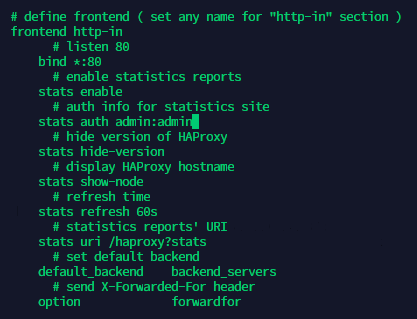 # define frontend ( set any name for "http-in" section )
frontend http-in
# listen 80
bind *:80
# enable statistics reports
stats enable
# auth info for statistics site
stats auth admin:admin
# hide version of HAProxy
stats hide-version
# display HAProxy hostname
stats show-node
# refresh time
stats refresh 60s
# statistics reports' URI
stats uri /haproxy?stats
# set default backend
default_backend    backend_servers
# send X-Forwarded-For header
option             forwardfor